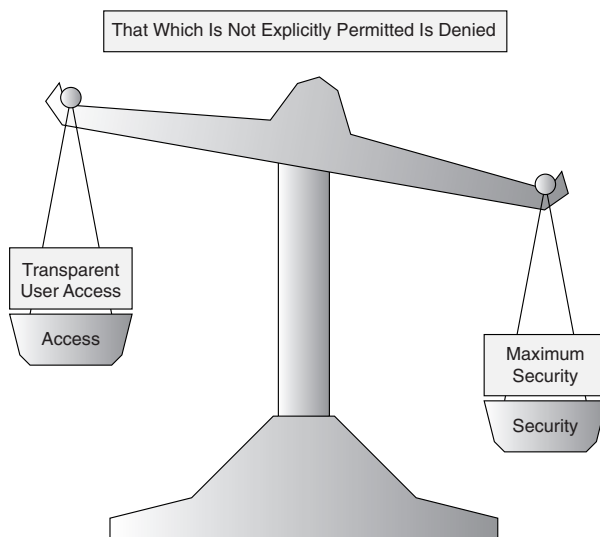 That Which Is Not Explicitly Permitted Is Denied
Transparent
User Access
Access
Maximum
Security
Security